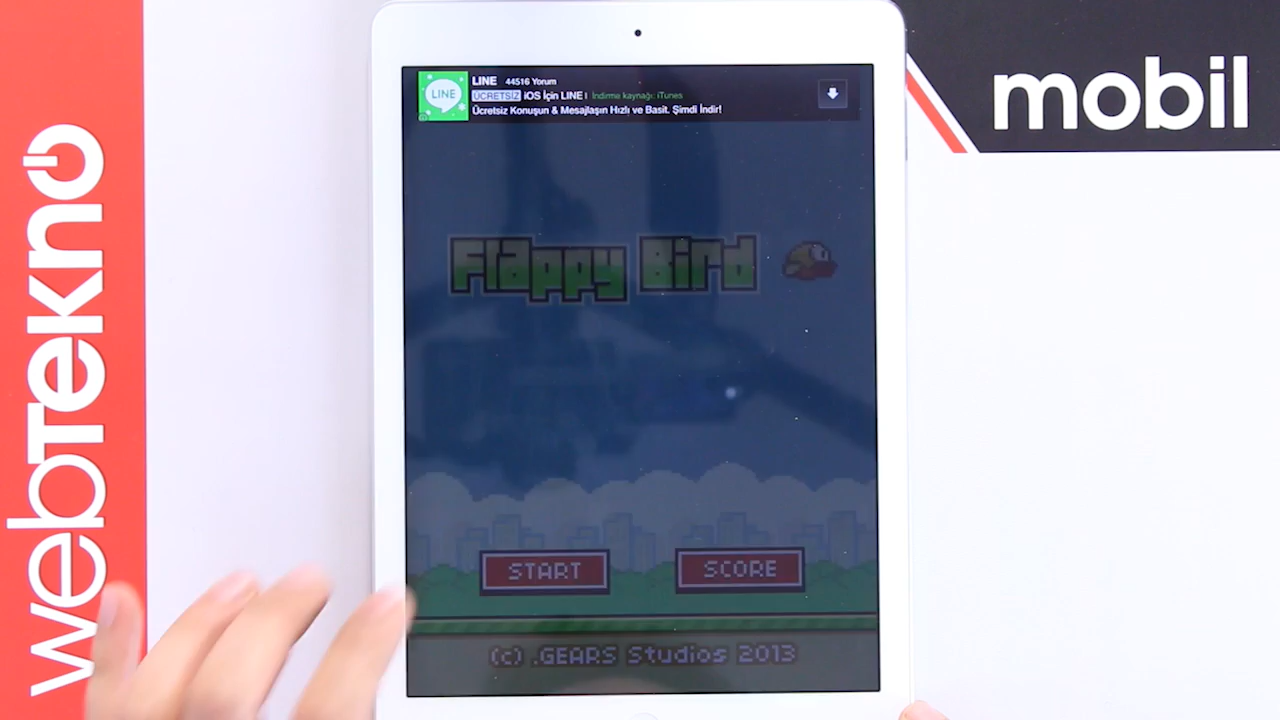 webTEKNO
mobil
LINE
LINE 44516 Yorum
ÜCRETSİZ iOS İçin LINE! İndirme kaynağı: iTunes
Ücretsiz Konuşun & Mesajlaşın Hızlı ve Basit. Şimdi İndir!
Flappy Bird
START
SCORE
(c) .GEARS Studios 2013